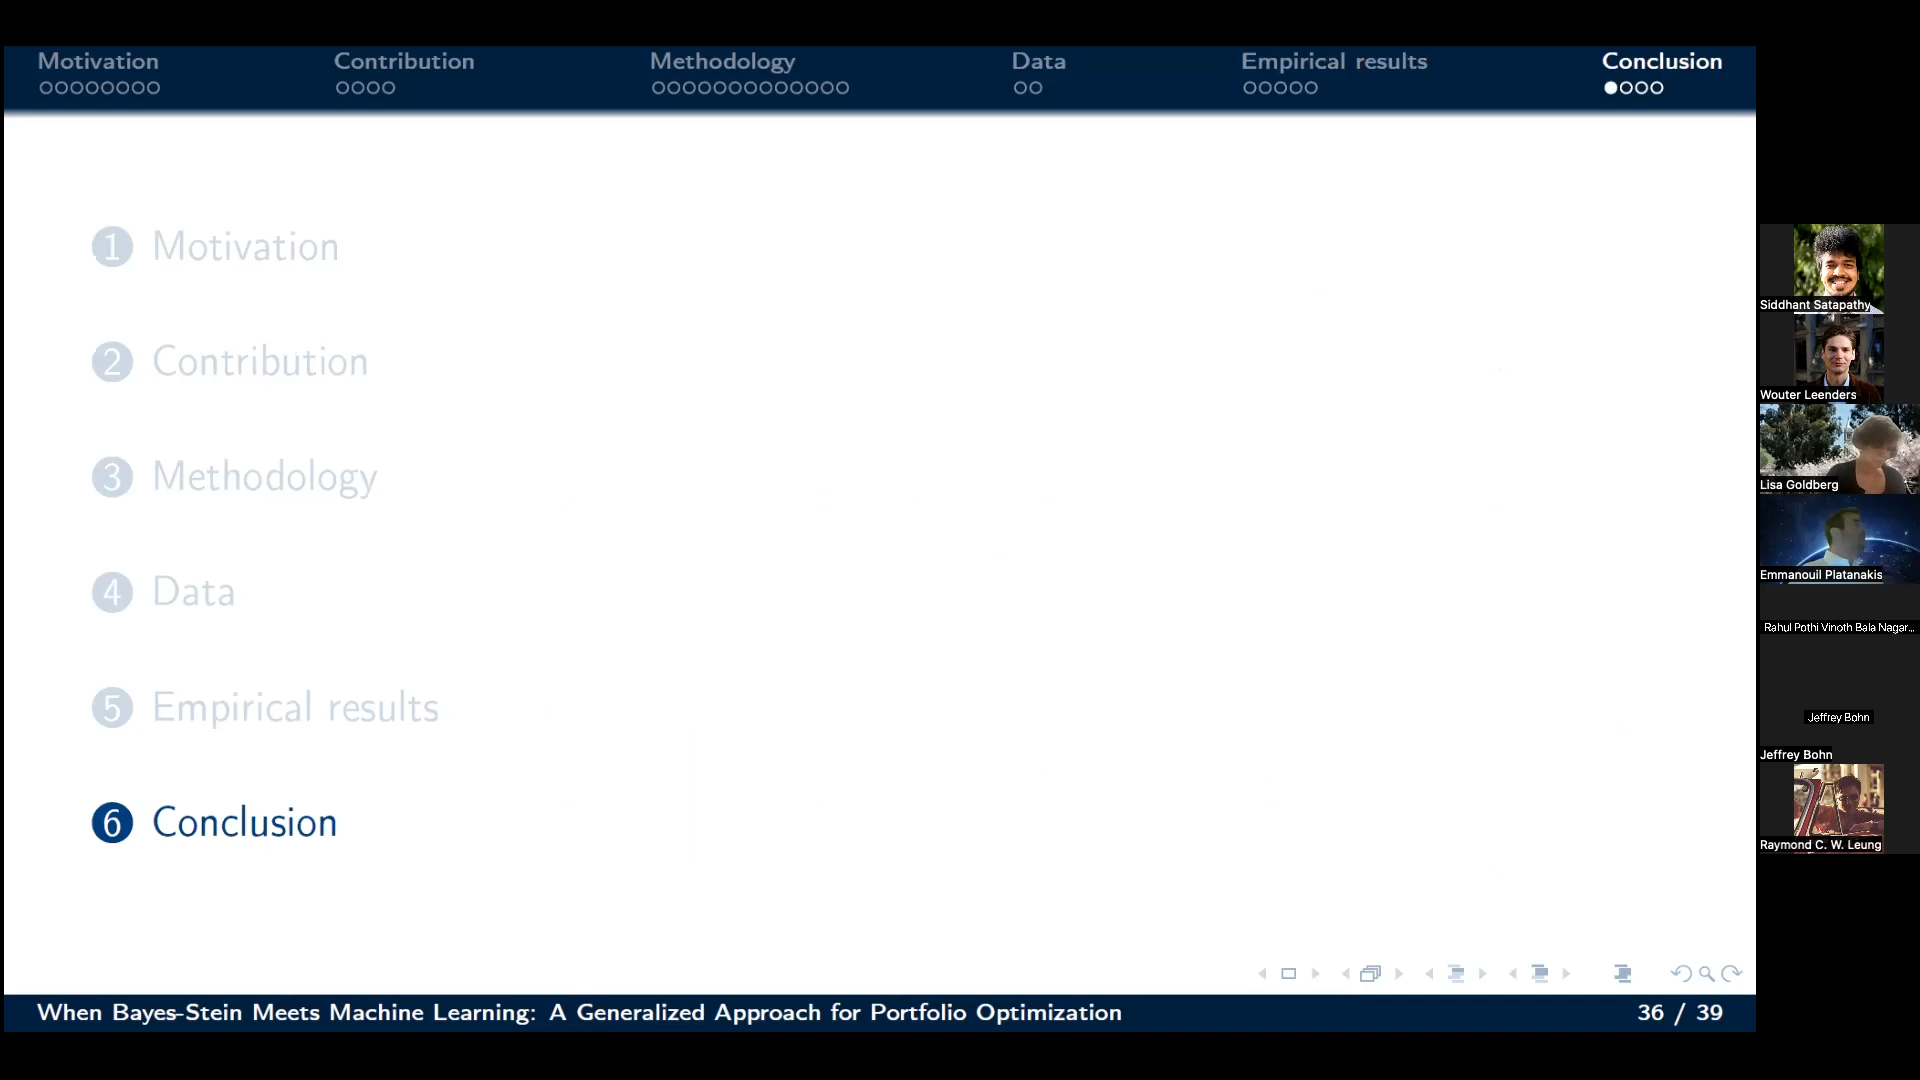 Motivation
Contribution
Methodology
Data
Empirical results
Conclusion
1 Motivation
2 Contribution
3 Methodology
4 Data
5 Empirical results
6 Conclusion
When Bayes-Stein Meets Machine Learning: A Generalized Approach for Portfolio Optimization
36 / 39
Siddhant Satapathy
Wouter Leenders
Lisa Goldberg
Emmanouil Platanakis
Rahul Pothi Vinoth Bala Nagar...
Jeffrey Bohn
Jeffrey Bohn
Raymond C. W. Leung